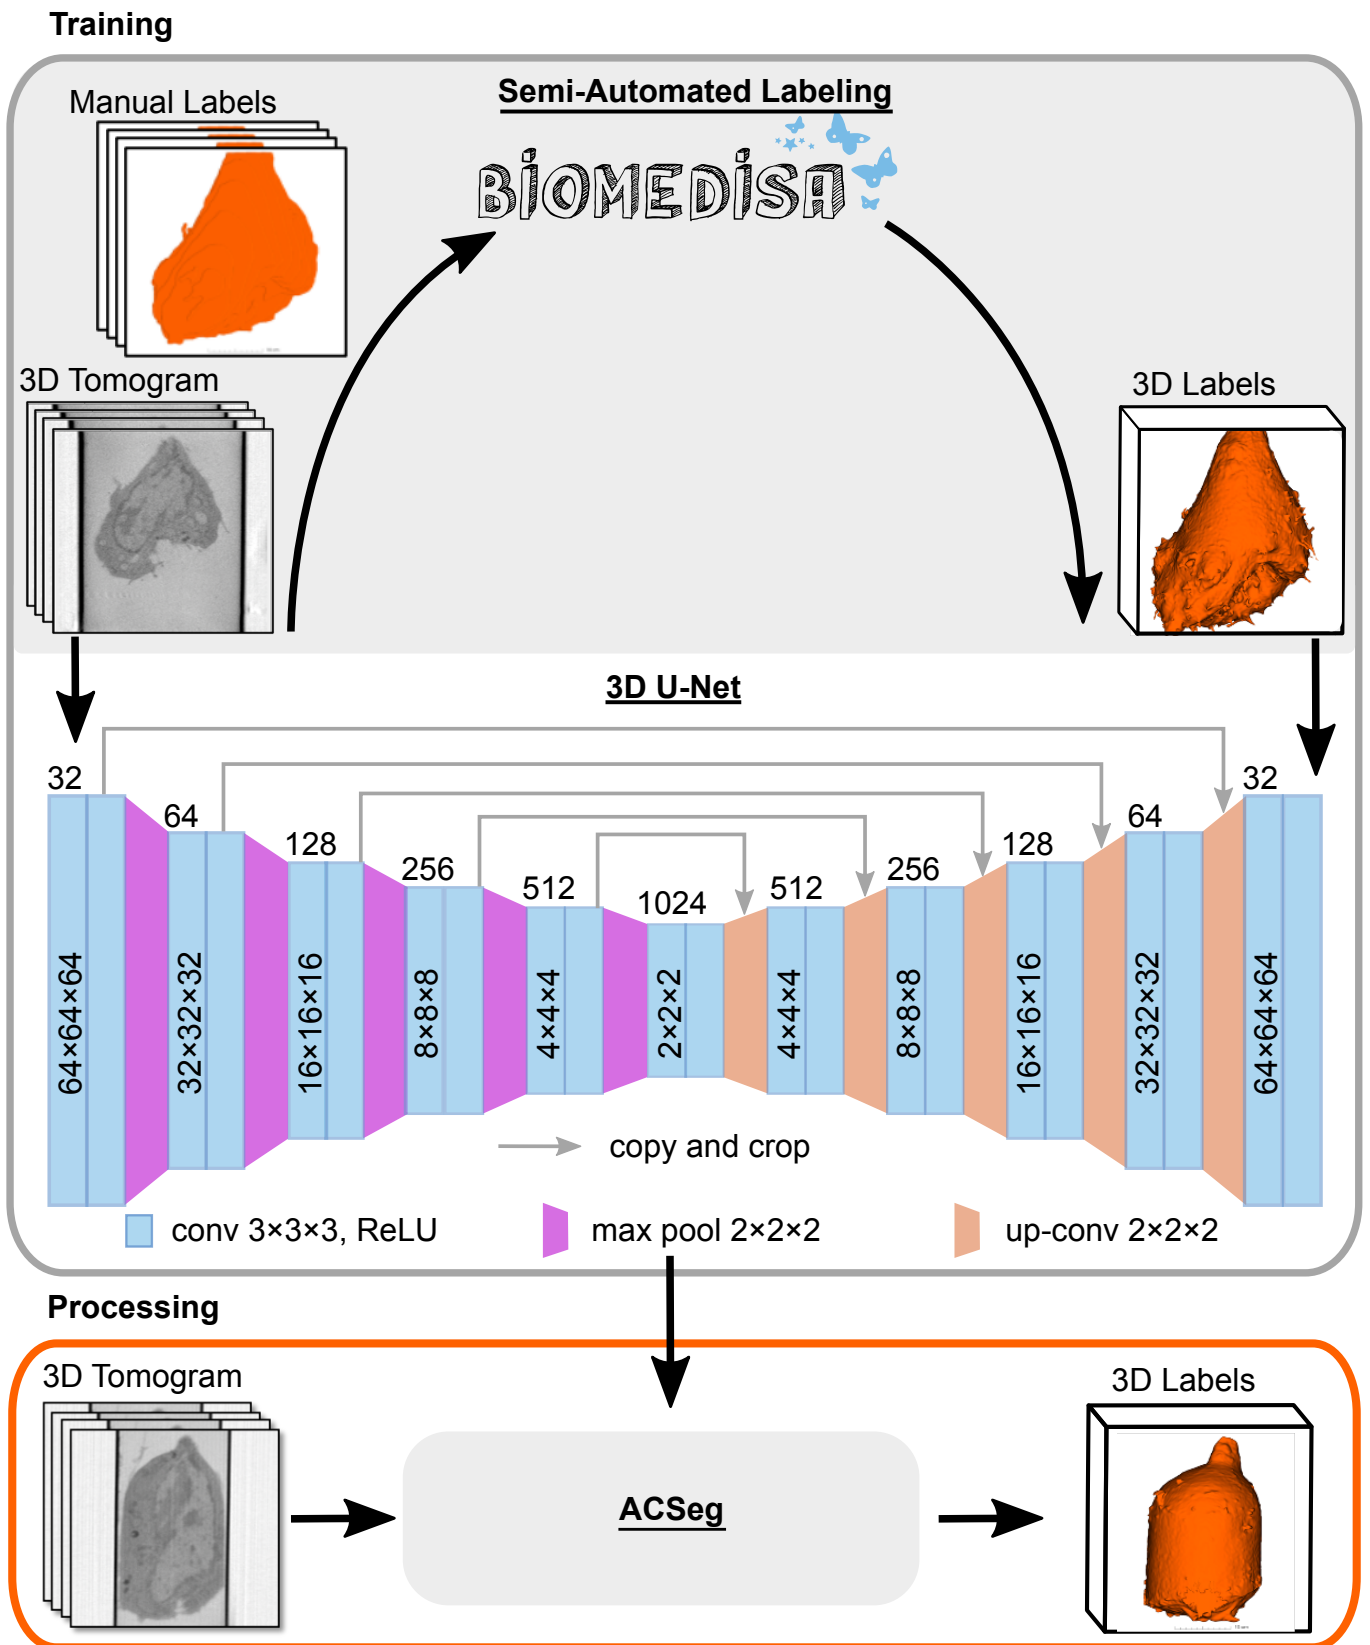 Training
Manual Labels
Semi-Automated Labeling
BiOMEDiSA
3D Tomogram
3D Labels
3D U-Net
32
64
128
256
512
1024
512
256
128
64
32
64×64×64
32×32×32
16×16×16
8×8×8
4×4×4
2×2×2
4×4×4
8×8×8
16×16×16
32×32×32
64×64×64
copy and crop
conv 3×3×3, ReLU
max pool 2×2×2
up-conv 2×2×2
Processing
3D Tomogram
3D Labels
ACSeg